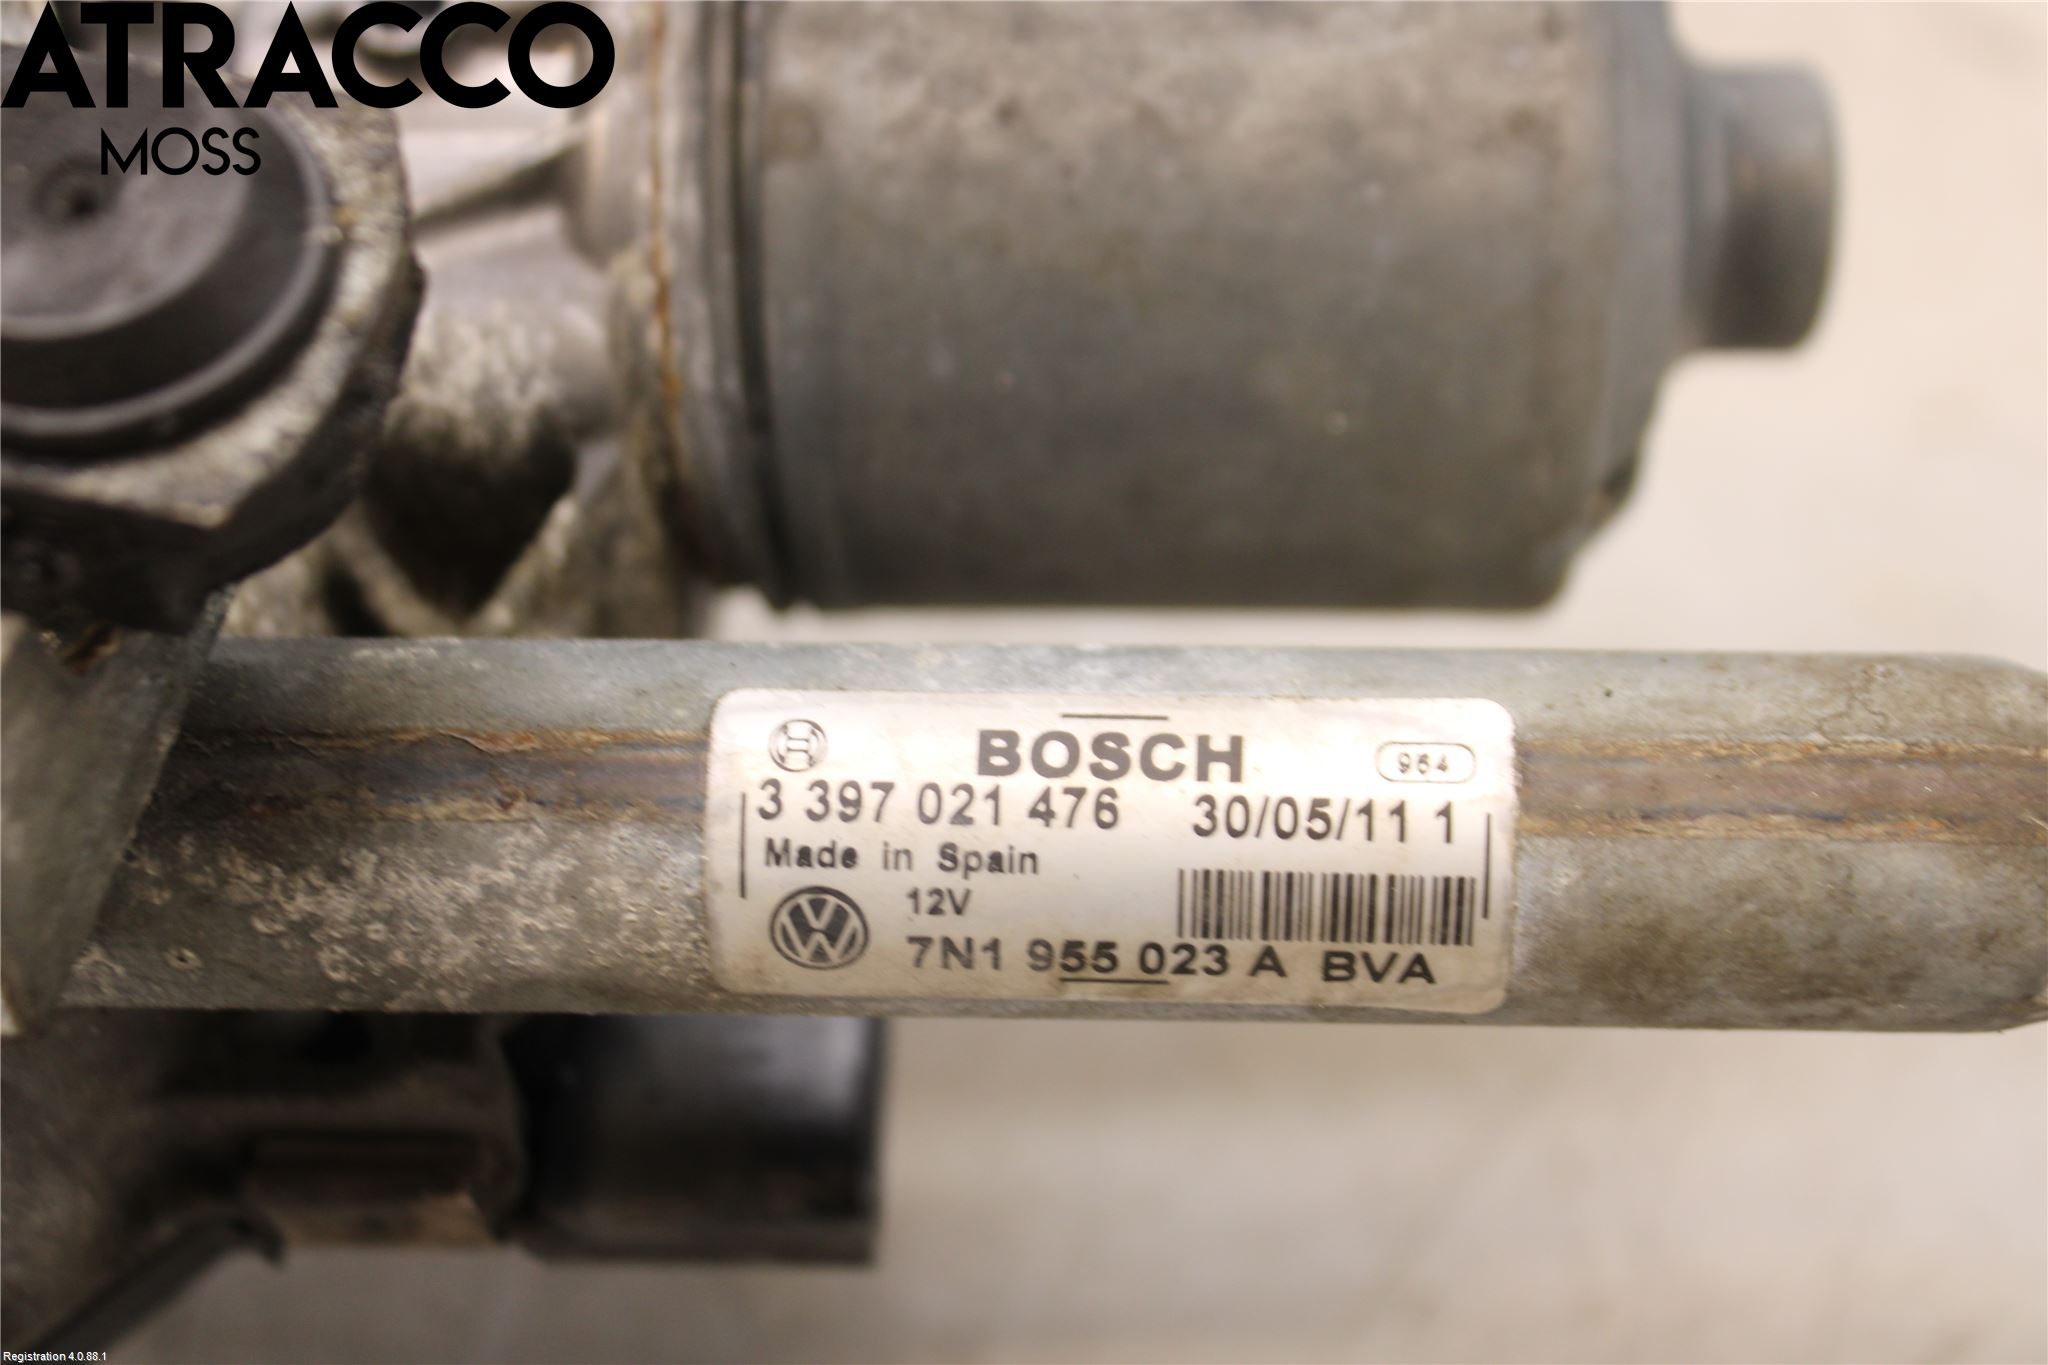 ATRACCO
MOSS
BOSCH
964
3 397 021 476 30/05/11 1
Made in Spain
12V
7N1 955 023 A BVA
Registration 4.0.88.1